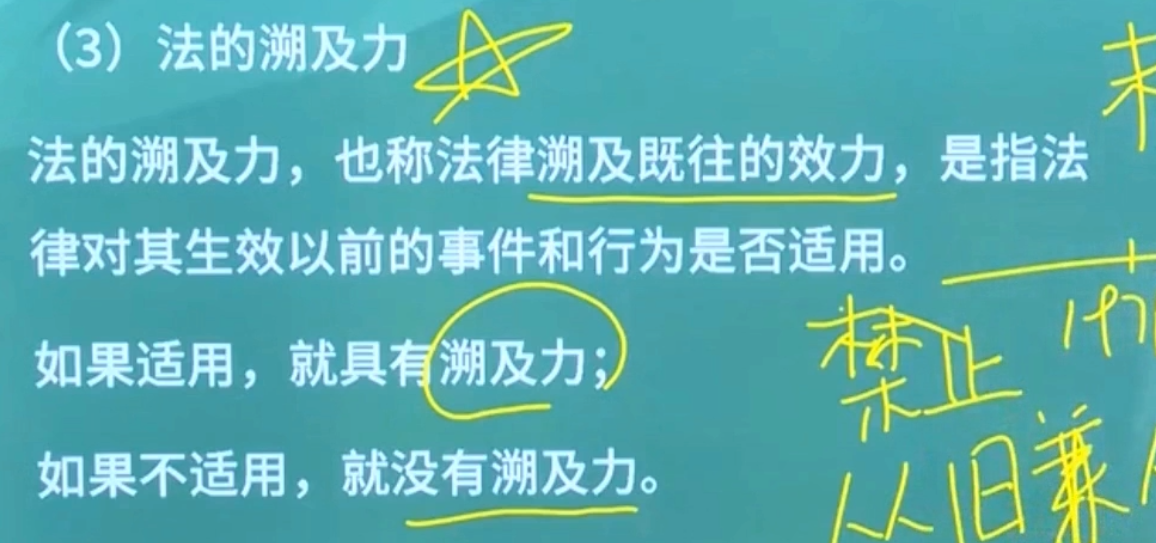 （3）法的溯及力
法的溯及力，也称法律溯及既往的效力，是指法
律对其生效以前的事件和行为是否适用。
如果适用，就具有溯及力；
如果不适用，就没有溯及力。
禁止
197
从旧兼